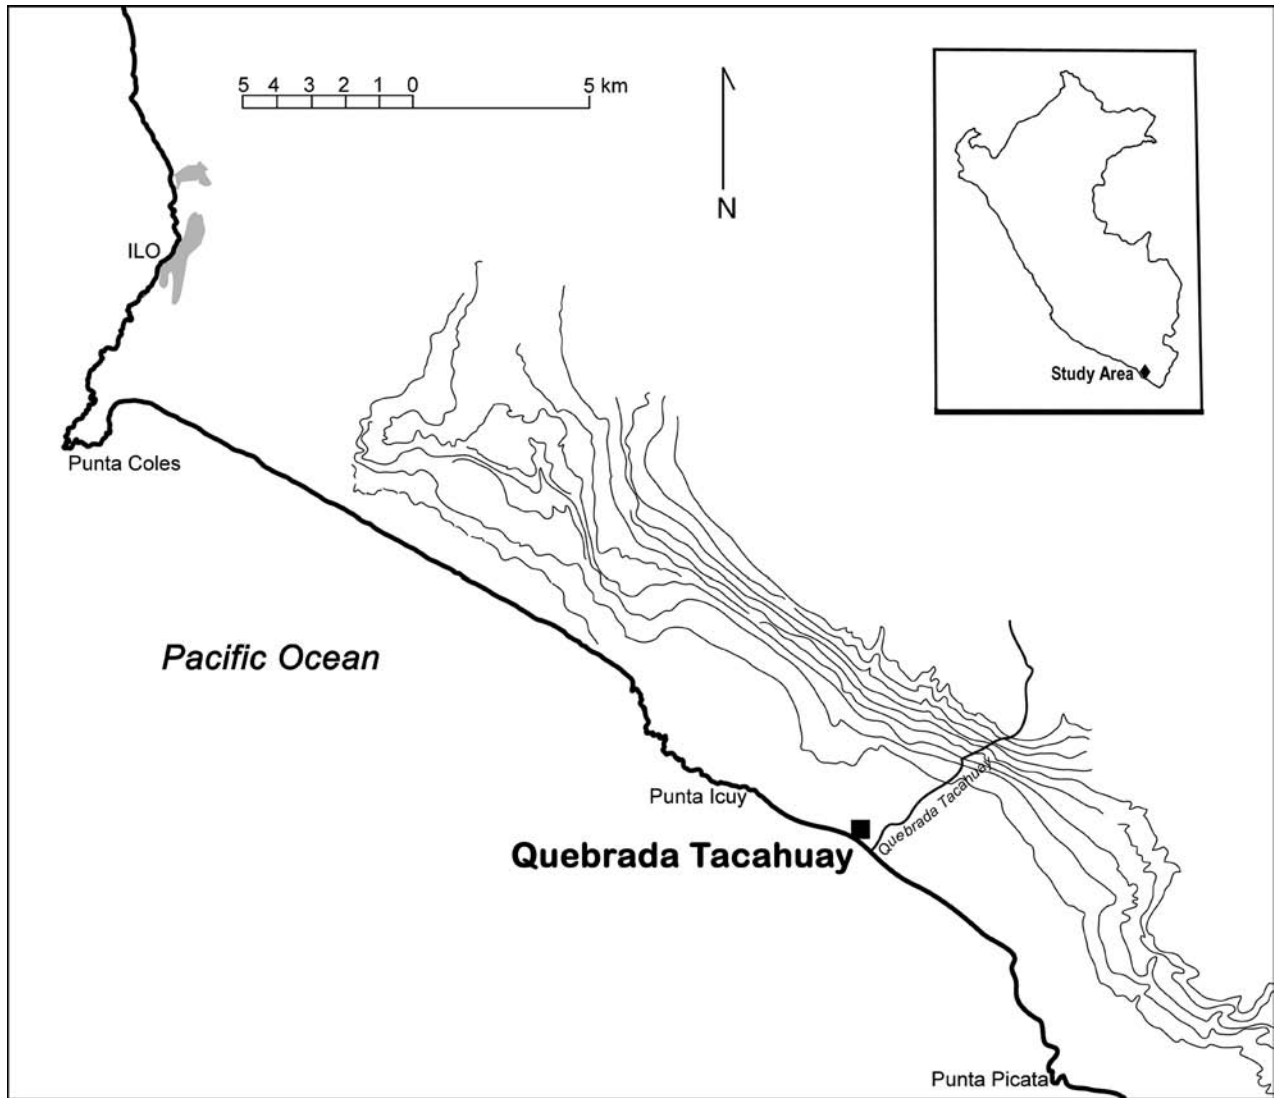 5 4 3 2 1 0 5 km
N
ILO
Study Area
Punta Coles
Pacific Ocean
Punta Icuy
Quebrada Tacahuay
Quebrada Tacahuay
Punta Picata